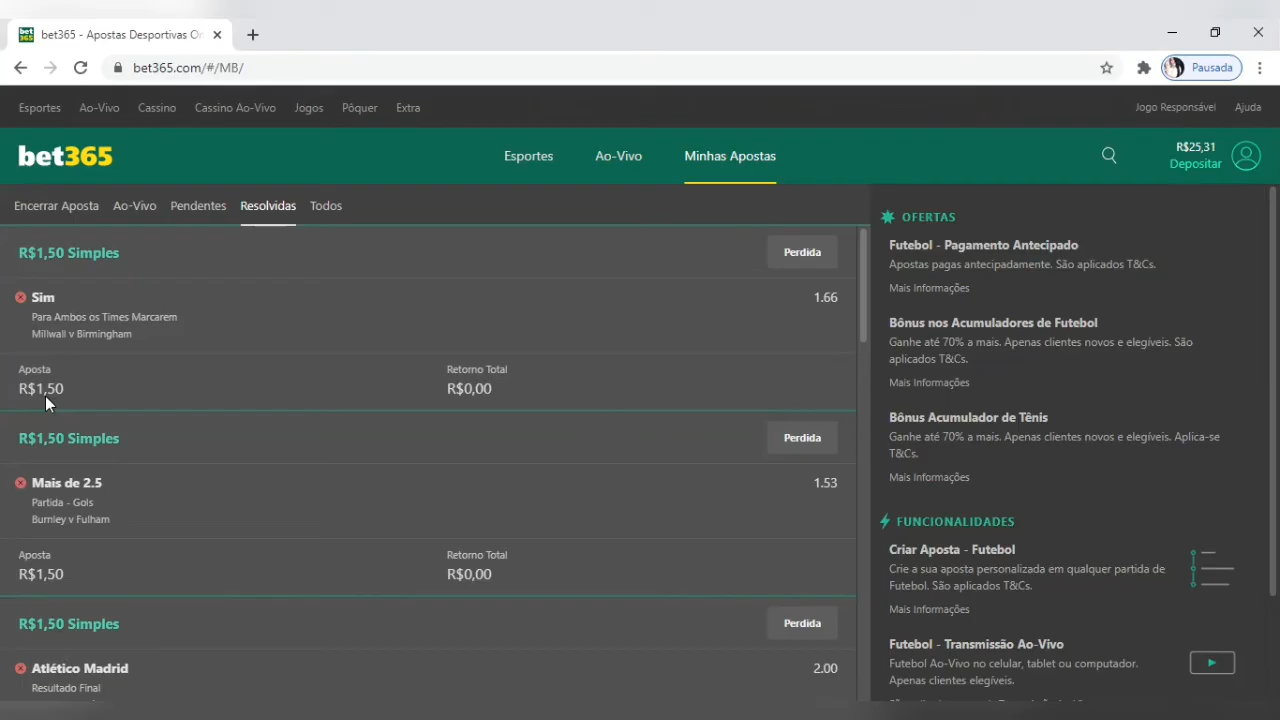 bet365 - Apostas Desportivas On
bet365.com/#/MB/
Pausada
Esportes Ao-Vivo Cassino Cassino Ao-Vivo Jogos Pôquer Extra
Jogo Responsável Ajuda
bet365
Esportes Ao-Vivo Minhas Apostas
R$25,31
Depositar
Encerrar Aposta Ao-Vivo Pendentes Resolvidas Todos
R$1,50 Simples Perdida
Sim 1.66
Para Ambos os Times Marcarem
Millwall v Birmingham
Aposta Retorno Total
R$1,50 R$0,00
R$1,50 Simples Perdida
Mais de 2.5 1.53
Partida - Gols
Burnley v Fulham
Aposta Retorno Total
R$1,50 R$0,00
R$1,50 Simples Perdida
Atlético Madrid 2.00
Resultado Final
OFERTAS
Futebol - Pagamento Antecipado
Apostas pagas antecipadamente. São aplicados T&Cs.
Mais Informações
Bônus nos Acumuladores de Futebol
Ganhe até 70% a mais. Apenas clientes novos e elegíveis. São
aplicados T&Cs.
Mais Informações
Bônus Acumulador de Tênis
Ganhe até 70% a mais. Apenas clientes novos e elegíveis. Aplica-se
T&Cs.
Mais Informações
FUNCIONALIDADES
Criar Aposta - Futebol
Crie a sua aposta personalizada em qualquer partida de
Futebol. São aplicados T&Cs.
Mais Informações
Futebol - Transmissão Ao-Vivo
Futebol Ao-Vivo no celular, tablet ou computador.
Apenas clientes elegíveis.